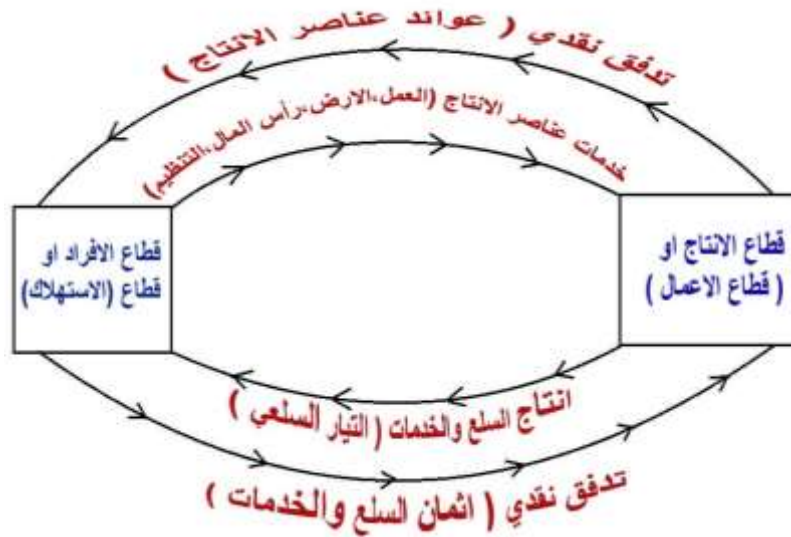 تدفق نقدي ( عوائد عناصر الانتاج )
خدمات عناصر الانتاج (العمل،الارض،رأس المال،التنظيم)
قطاع الانتاج او
( قطاع الاعمال )
قطاع الافراد او
قطاع (الاستهلاك)
انتاج السلع والخدمات ( التيار السلعي )
تدفق نقدي ( اثمان السلع والخدمات )